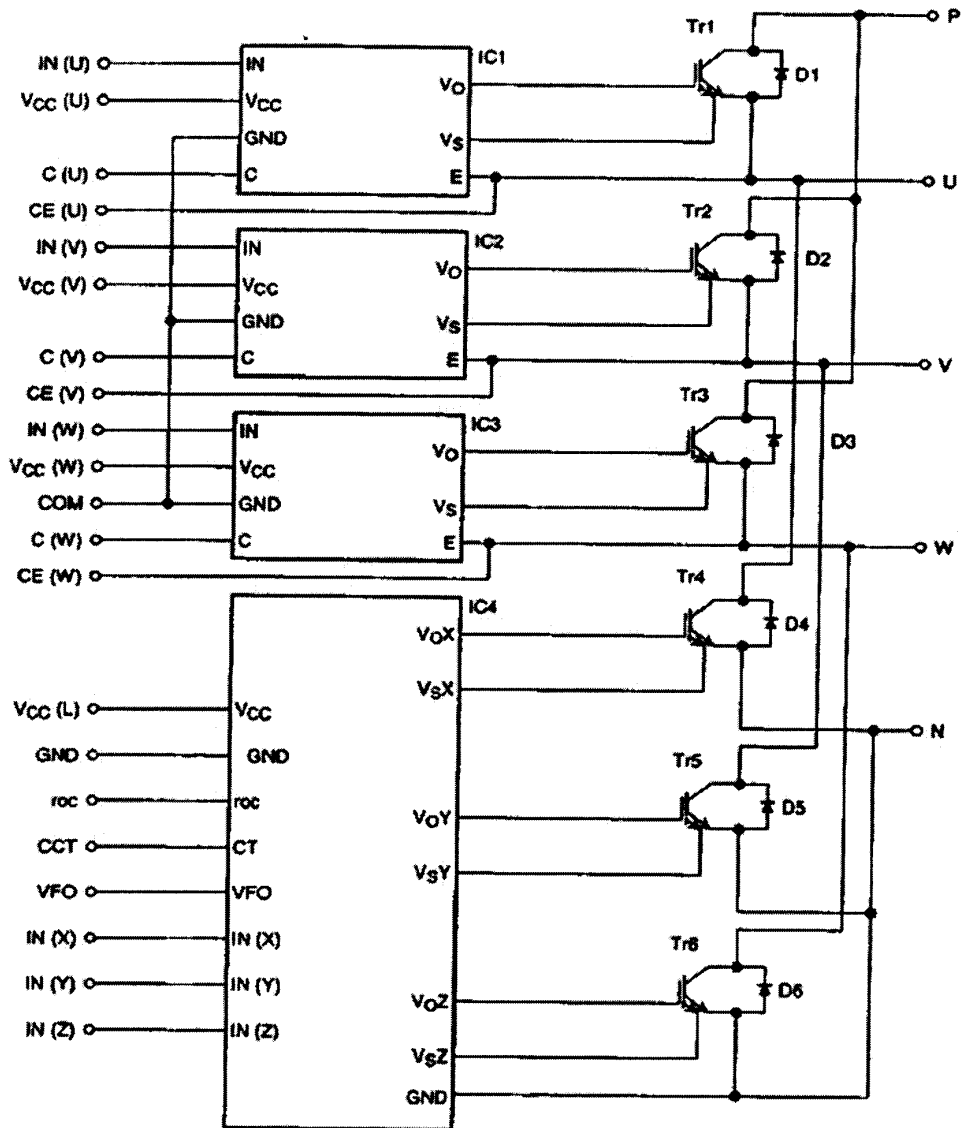 P
Tr1
IC1
IN (U)
IN
VO
D1
VCC (U)
VCC
GND
VS
C (U)
C
E
U
CE (U)
Tr2
IN (V)
IN
IC2
VO
D2
VCC (V)
VCC
GND
VS
C (V)
C
E
V
CE (V)
Tr3
IN (W)
IN
IC3
VO
D3
VCC (W)
VCC
COM
GND
VS
C (W)
C
E
W
CE (W)
Tr4
IC4
VOX
D4
VSX
VCC (L)
VCC
N
GND
GND
Tr5
roc
roc
VOY
D5
CCT
CT
VSY
VFO
VFO
IN (X)
IN (X)
Tr6
IN (Y)
IN (Y)
D6
VOZ
IN (Z)
IN (Z)
VSZ
GND